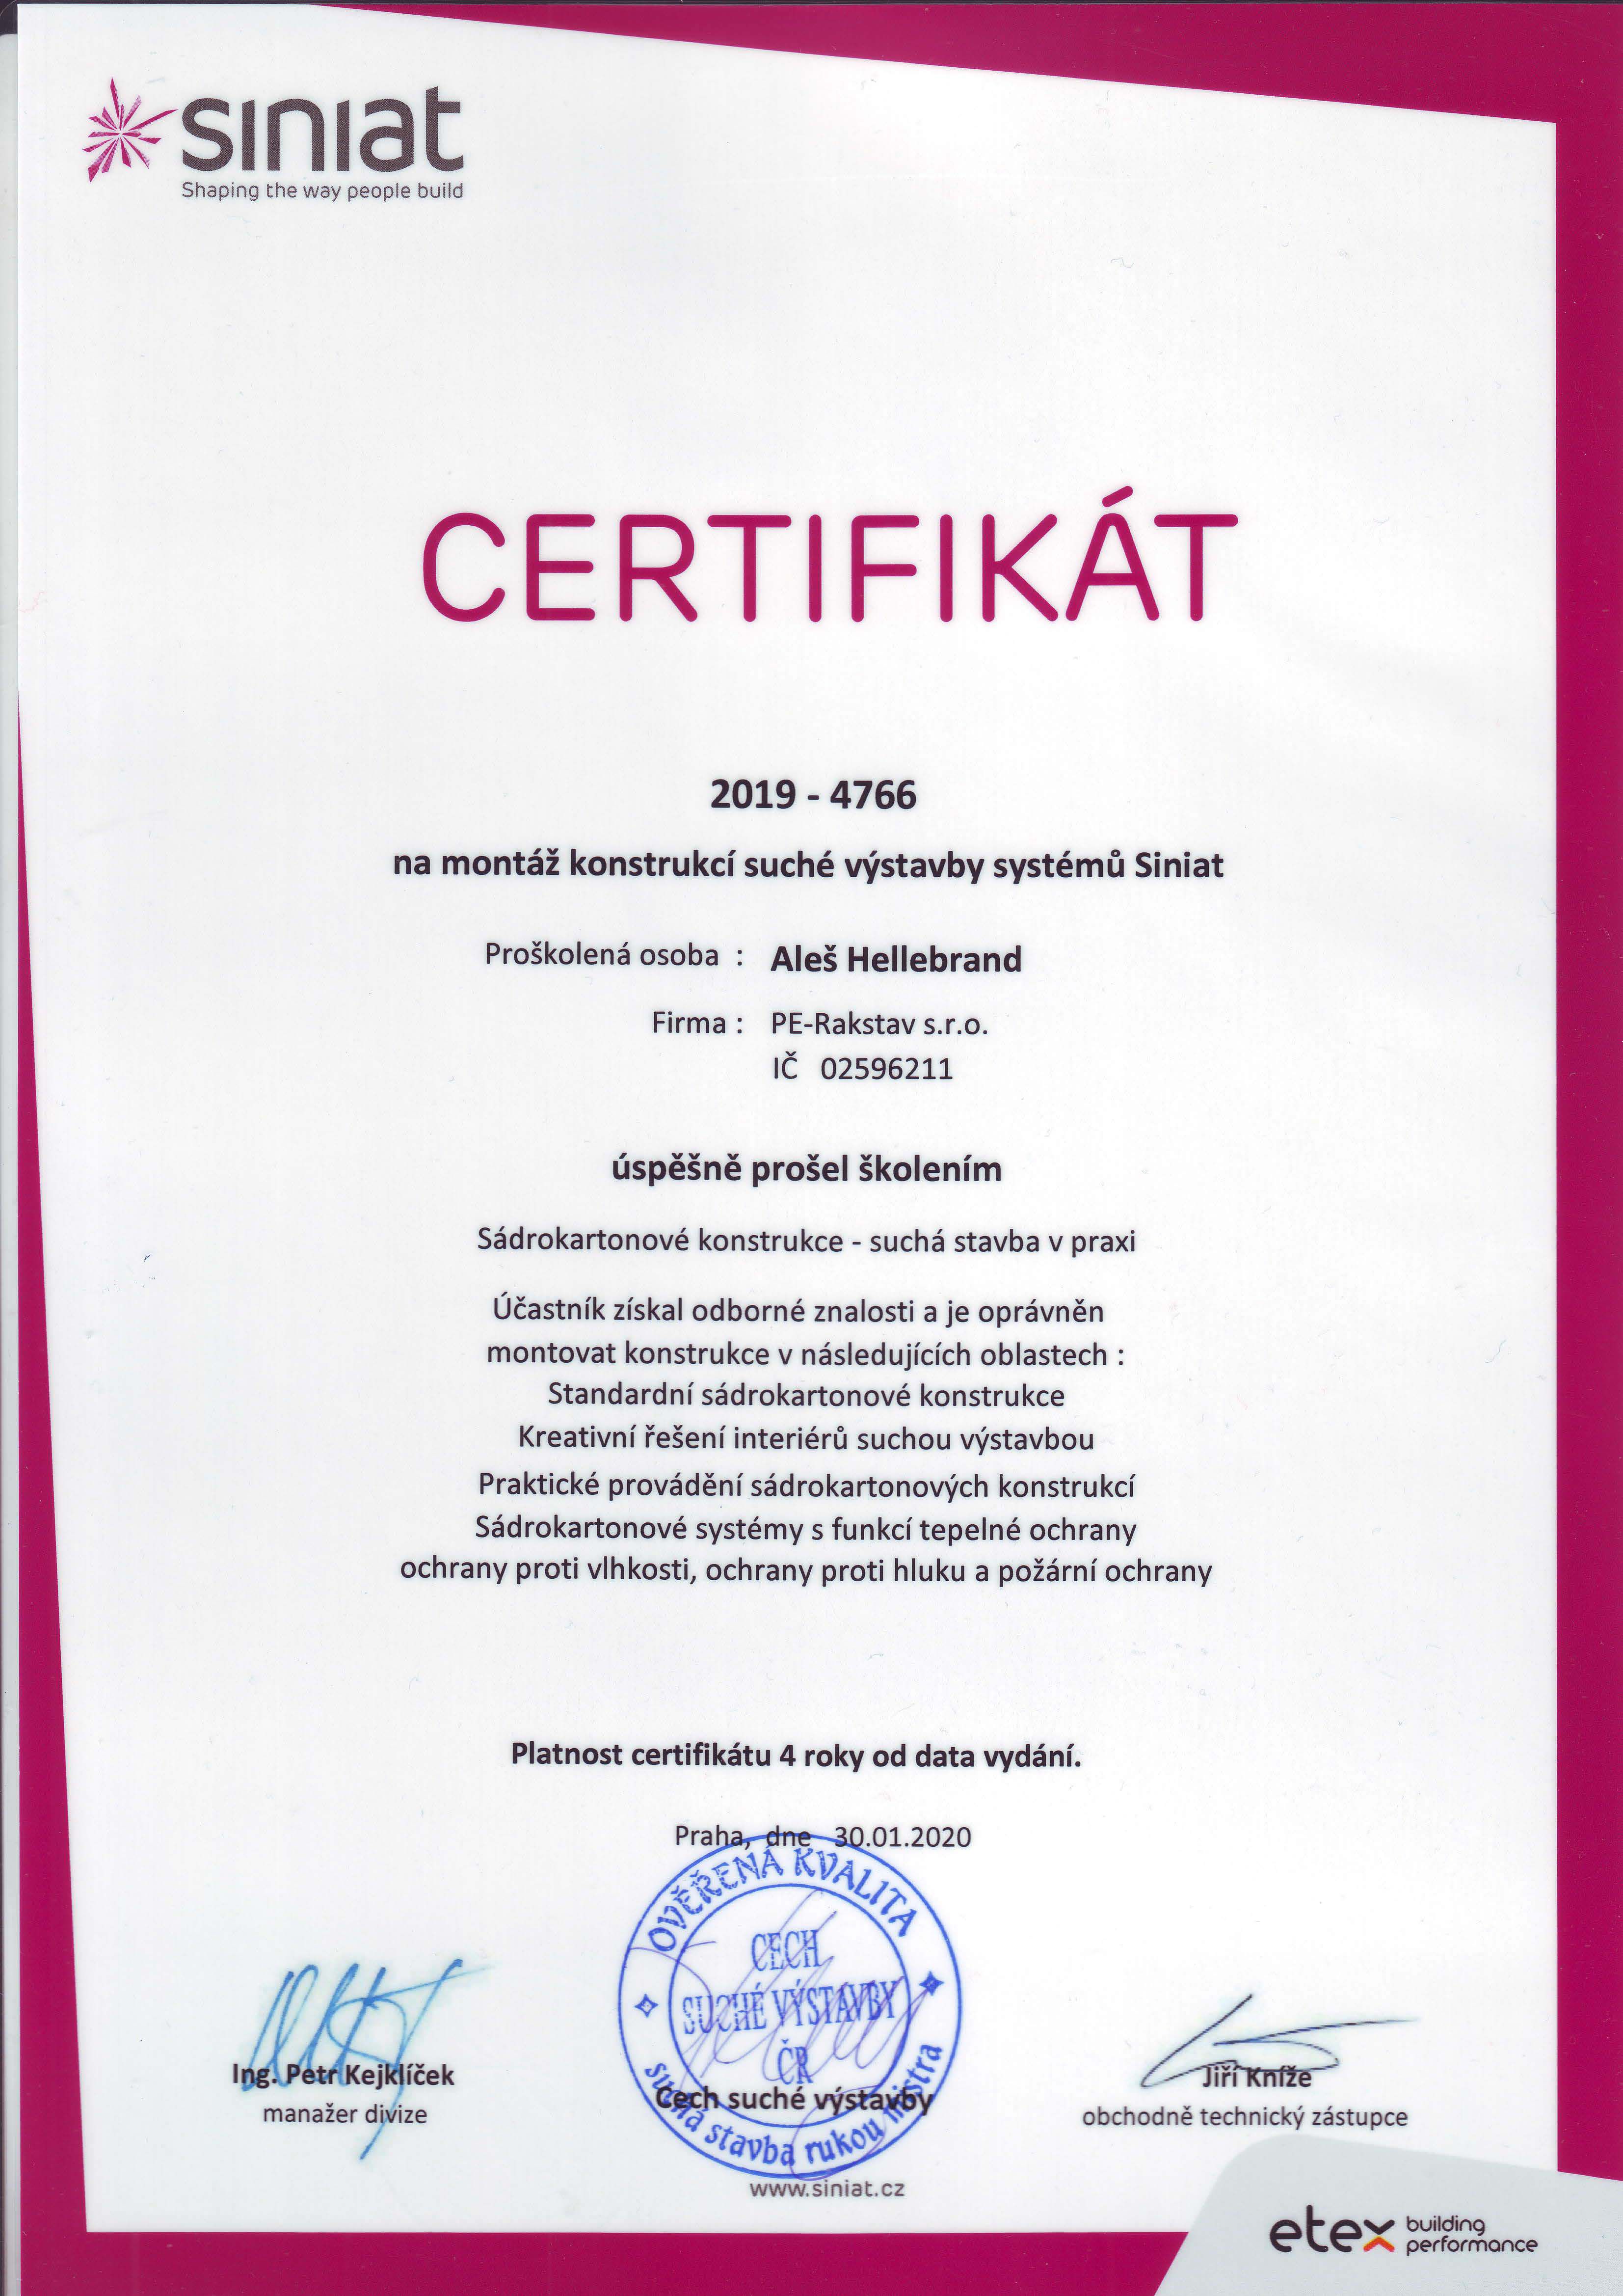 siniat
Shaping the way people build
CERTIFIKÁT
2019 - 4766
na montáž konstrukcí suché výstavby systémů Siniat
Proškolená osoba : Aleš Hellebrand
Firma : PE-Rakstav s.r.o.
IČ 02596211
úspěšně prošel školením
Sádrokartonové konstrukce - suchá stavba v praxi
Účastník získal odborné znalosti a je oprávněn
montovat konstrukce v následujících oblastech :
Standardní sádrokartonové konstrukce
Kreativní řešení interiérů suchou výstavbou
Praktické provádění sádrokartonových konstrukcí
Sádrokartonové systémy s funkcí tepelné ochrany
ochrany proti vlhkosti, ochrany proti hluku a požární ochrany
Platnost certifikátu 4 roky od data vydání.
Praha, dne 30.01.2020
OVĚŘENÁ KVALITA
CECH
SUCHÉ VÝSTAVBY
ČR
suchá stavba rukou mistra
Ing. Petr Kejklíček
manažer divize
Cech suché výstavby
Jiří Kníže
obchodně technický zástupce
www.siniat.cz
etex building
performance